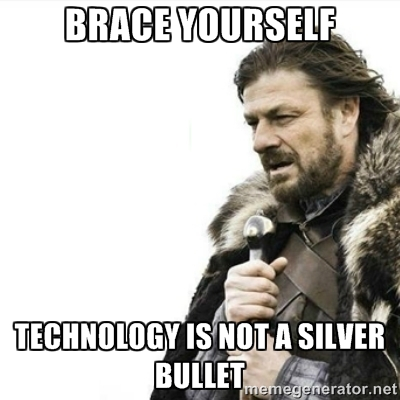 BRACE YOURSELF
TECHNOLOGY IS NOT A SILVER
BULLET
memegenerator.net